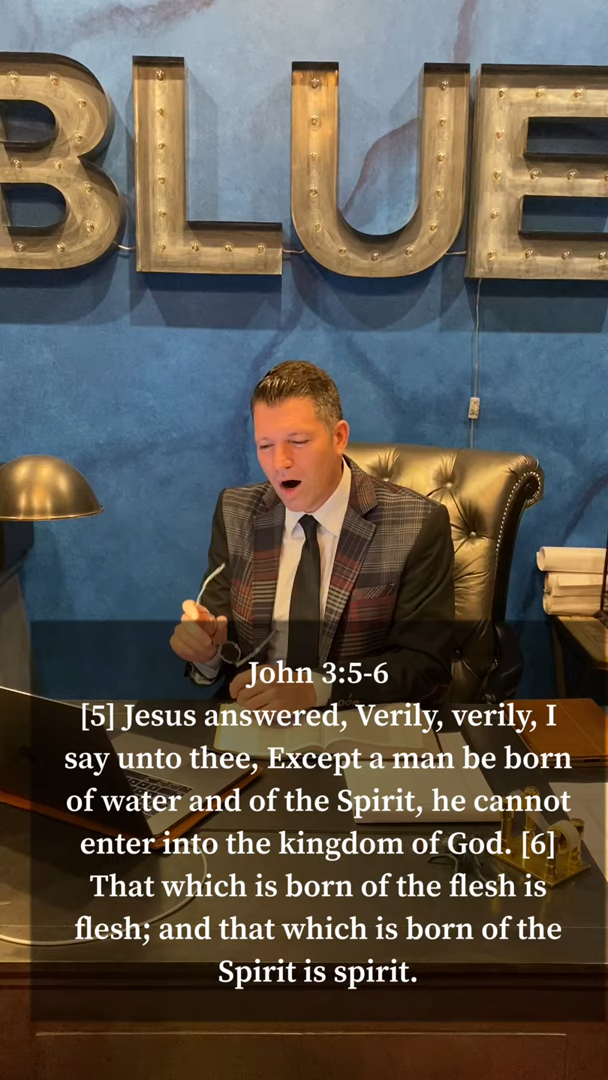 BLUE
John 3:5-6
[5] Jesus answered, Verily, verily, I
say unto thee, Except a man be born
of water and of the Spirit, he cannot
enter into the kingdom of God. [6]
That which is born of the flesh is
flesh; and that which is born of the
Spirit is spirit.